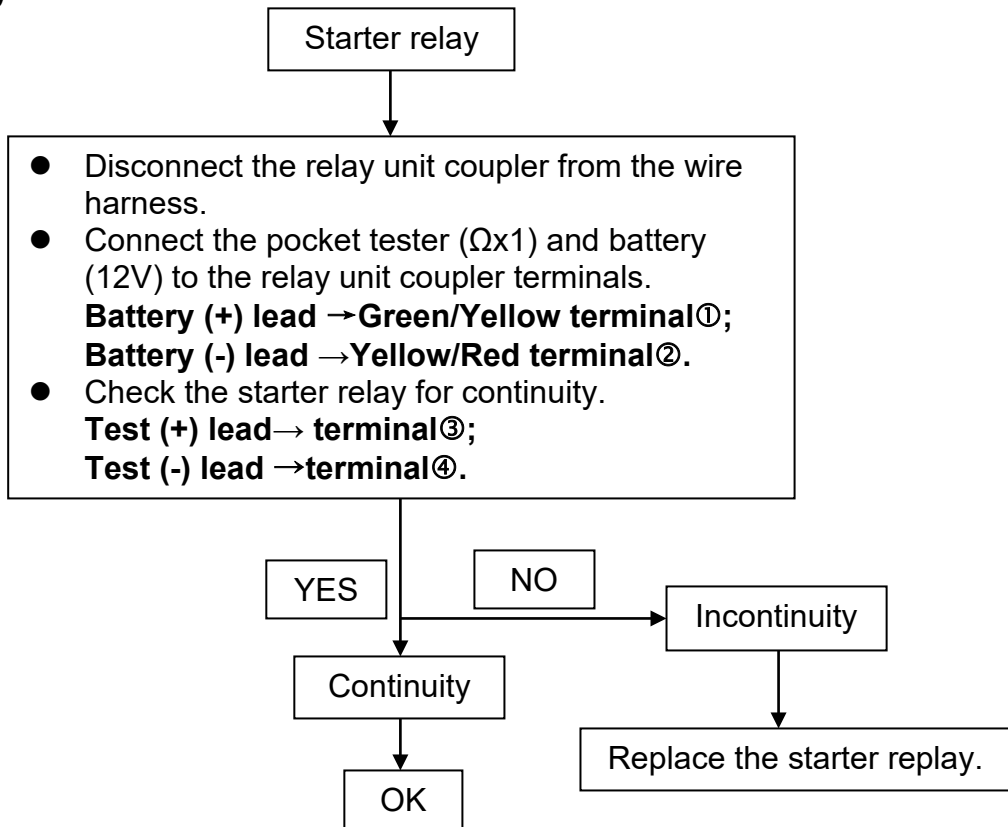 Starter relay
● Disconnect the relay unit coupler from the wire
harness.
● Connect the pocket tester (Ωx1) and battery
(12V) to the relay unit coupler terminals.
Battery (+) lead →Green/Yellow terminal①;
Battery (-) lead →Yellow/Red terminal②.
● Check the starter relay for continuity.
Test (+) lead→ terminal③;
Test (-) lead →terminal④.
YES
NO
Incontinuity
Continuity
Replace the starter replay.
OK